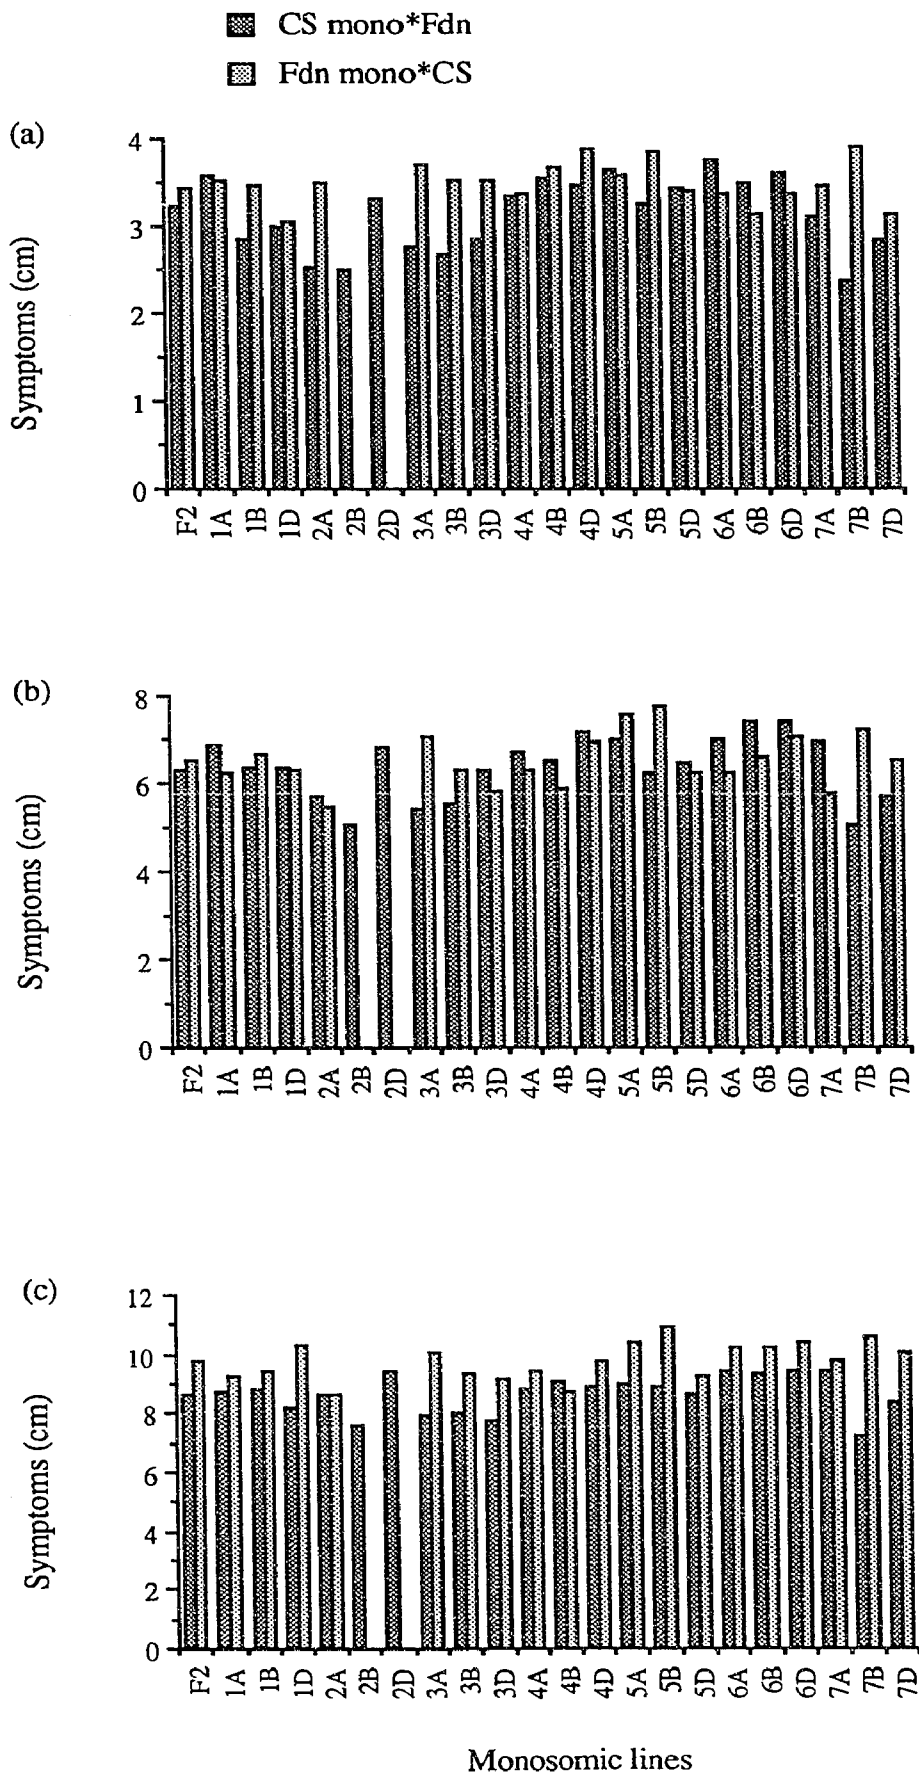 CS mono*Fdn
Fdn mono*CS
(a)
4
3
2
1
0
Symptoms (cm)
F2 1A 1B 1D 2A 2B 2D 3A 3B 3D 4A 4B 4D 5A 5B 5D 6A 6B 6D 7A 7B 7D
(b)
8
6
4
2
0
Symptoms (cm)
F2 1A 1B 1D 2A 2B 2D 3A 3B 3D 4A 4B 4D 5A 5B 5D 6A 6B 6D 7A 7B 7D
(c)
12
10
8
6
4
2
0
Symptoms (cm)
F2 1A 1B 1D 2A 2B 2D 3A 3B 3D 4A 4B 4D 5A 5B 5D 6A 6B 6D 7A 7B 7D
Monosomic lines